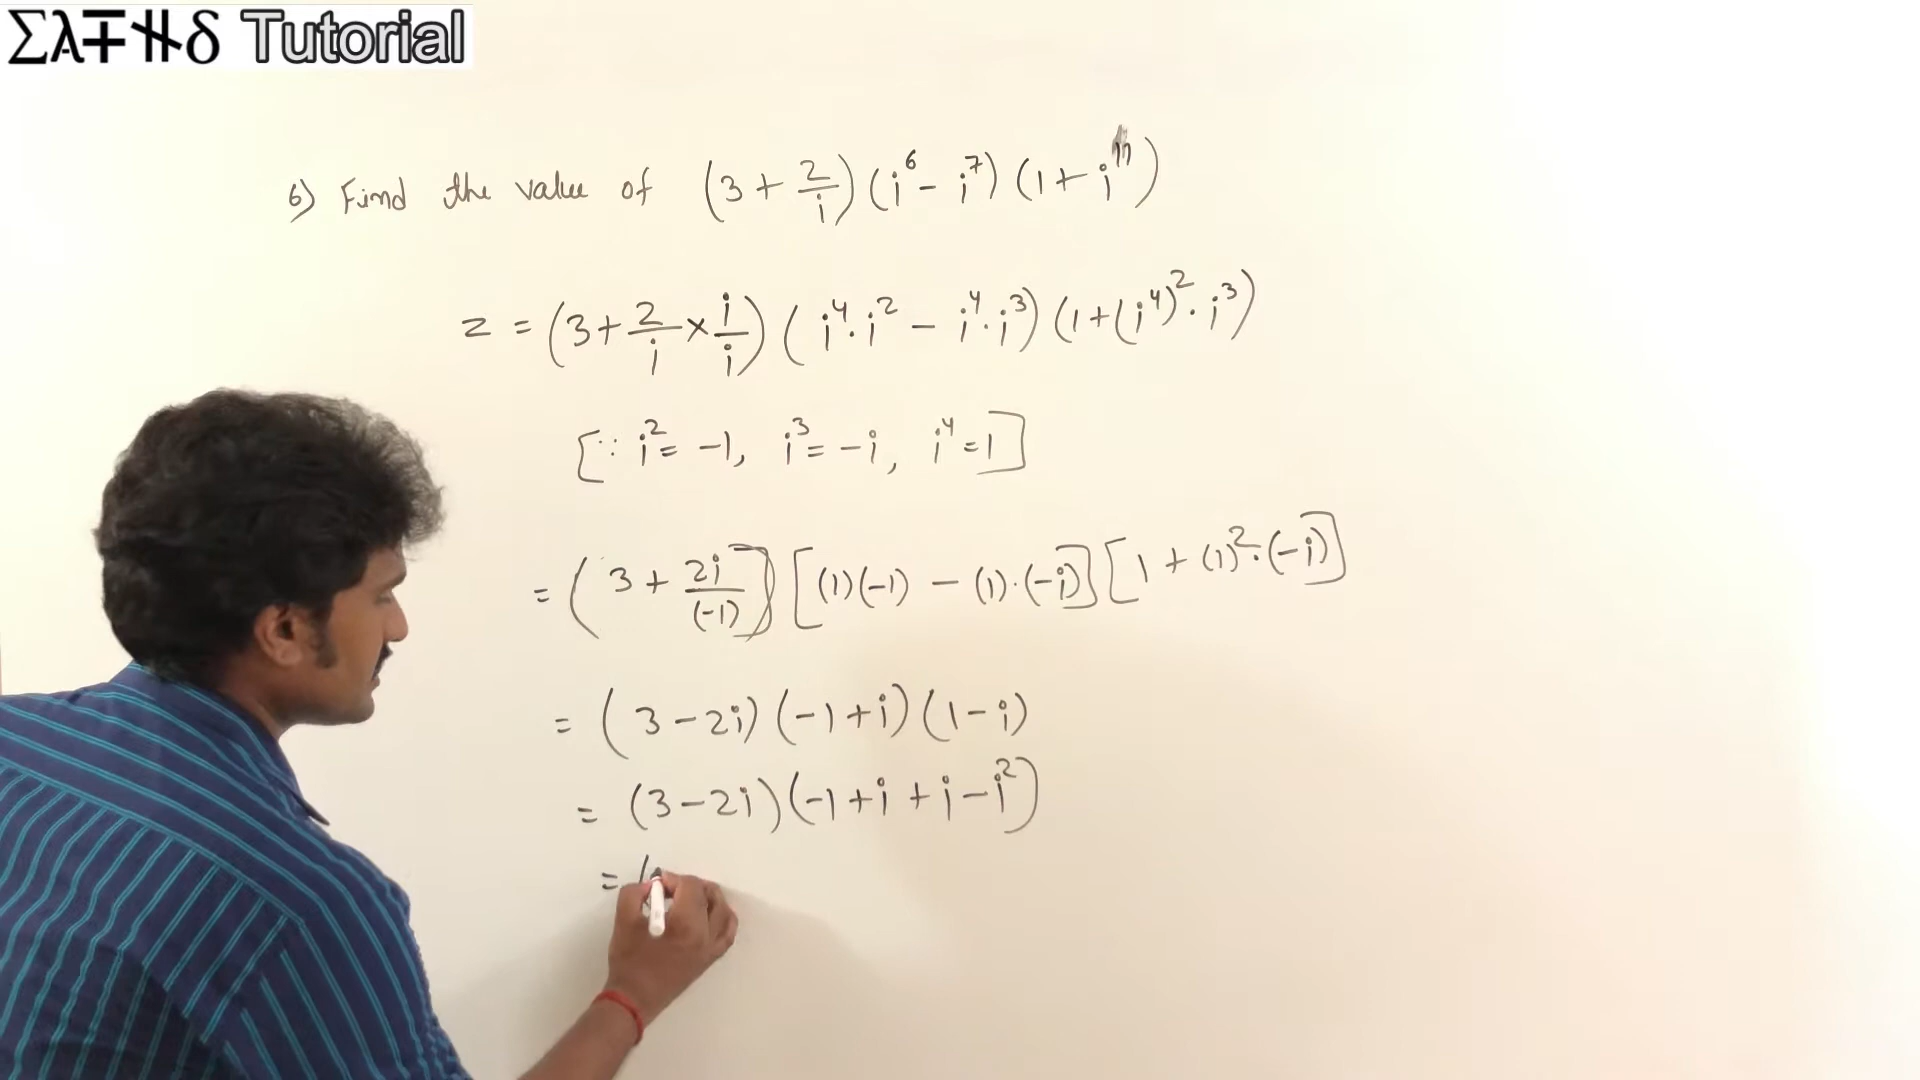 Σλ∓ℋδ Tutorial
6) Find the value of (3 + 2/i) (i⁶ - i⁷) (1 + i¹¹)
z = (3 + 2/i × i/i) (i⁴·i² - i⁴·i³) (1 + (i⁴)²·i³)
[∵ i² = -1, i³ = -i, i⁴ = 1]
= (3 + 2i/(-1)) [(1)(-1) - (1)·(-i)] [1 + (1)²·(-i)]
= (3 - 2i) (-1 + i) (1 - i)
= (3 - 2i) (-1 + i + i - i²)
= (